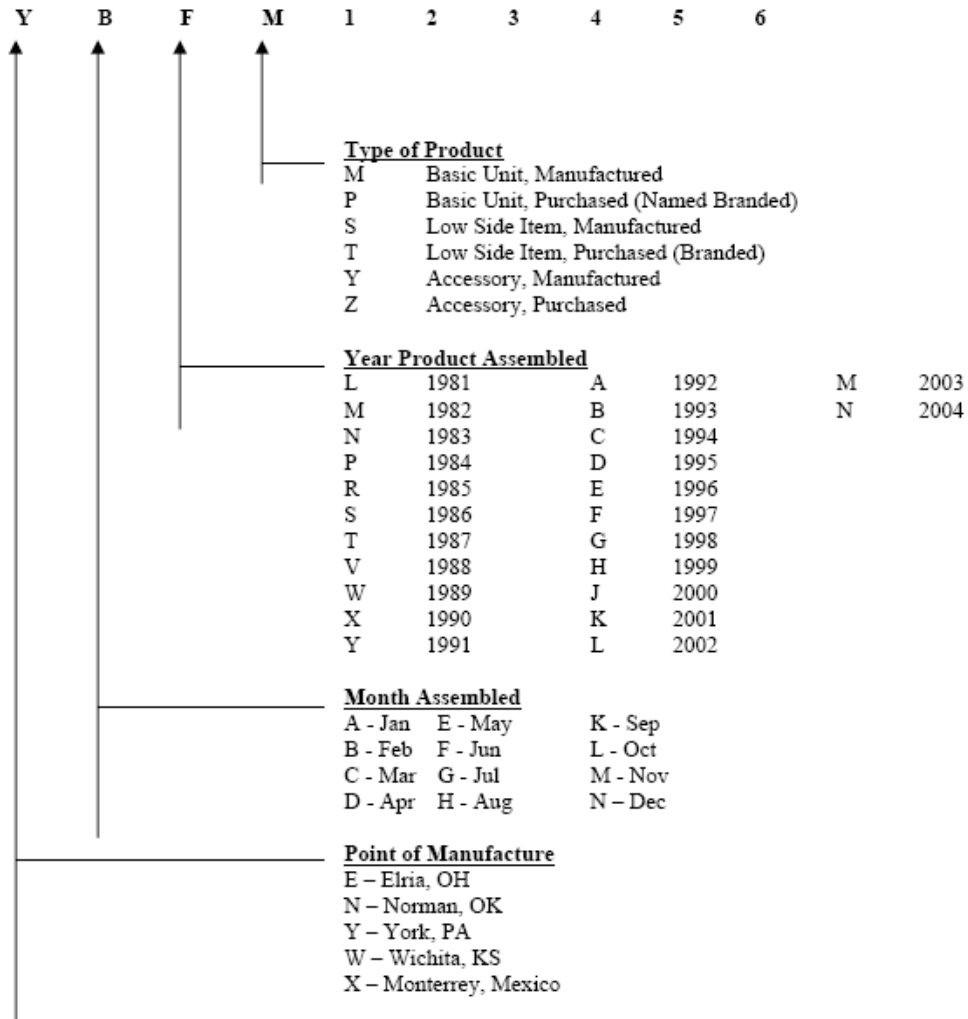 Y B F M 1 2 3 4 5 6
Type of Product
M Basic Unit, Manufactured
P Basic Unit, Purchased (Named Branded)
S Low Side Item, Manufactured
T Low Side Item, Purchased (Branded)
Y Accessory, Manufactured
Z Accessory, Purchased
Year Product Assembled
L 1981 A 1992 M 2003
M 1982 B 1993 N 2004
N 1983 C 1994
P 1984 D 1995
R 1985 E 1996
S 1986 F 1997
T 1987 G 1998
V 1988 H 1999
W 1989 J 2000
X 1990 K 2001
Y 1991 L 2002
Month Assembled
A - Jan E - May K - Sep
B - Feb F - Jun L - Oct
C - Mar G - Jul M - Nov
D - Apr H - Aug N – Dec
Point of Manufacture
E – Elria, OH
N – Norman, OK
Y – York, PA
W – Wichita, KS
X – Monterrey, Mexico